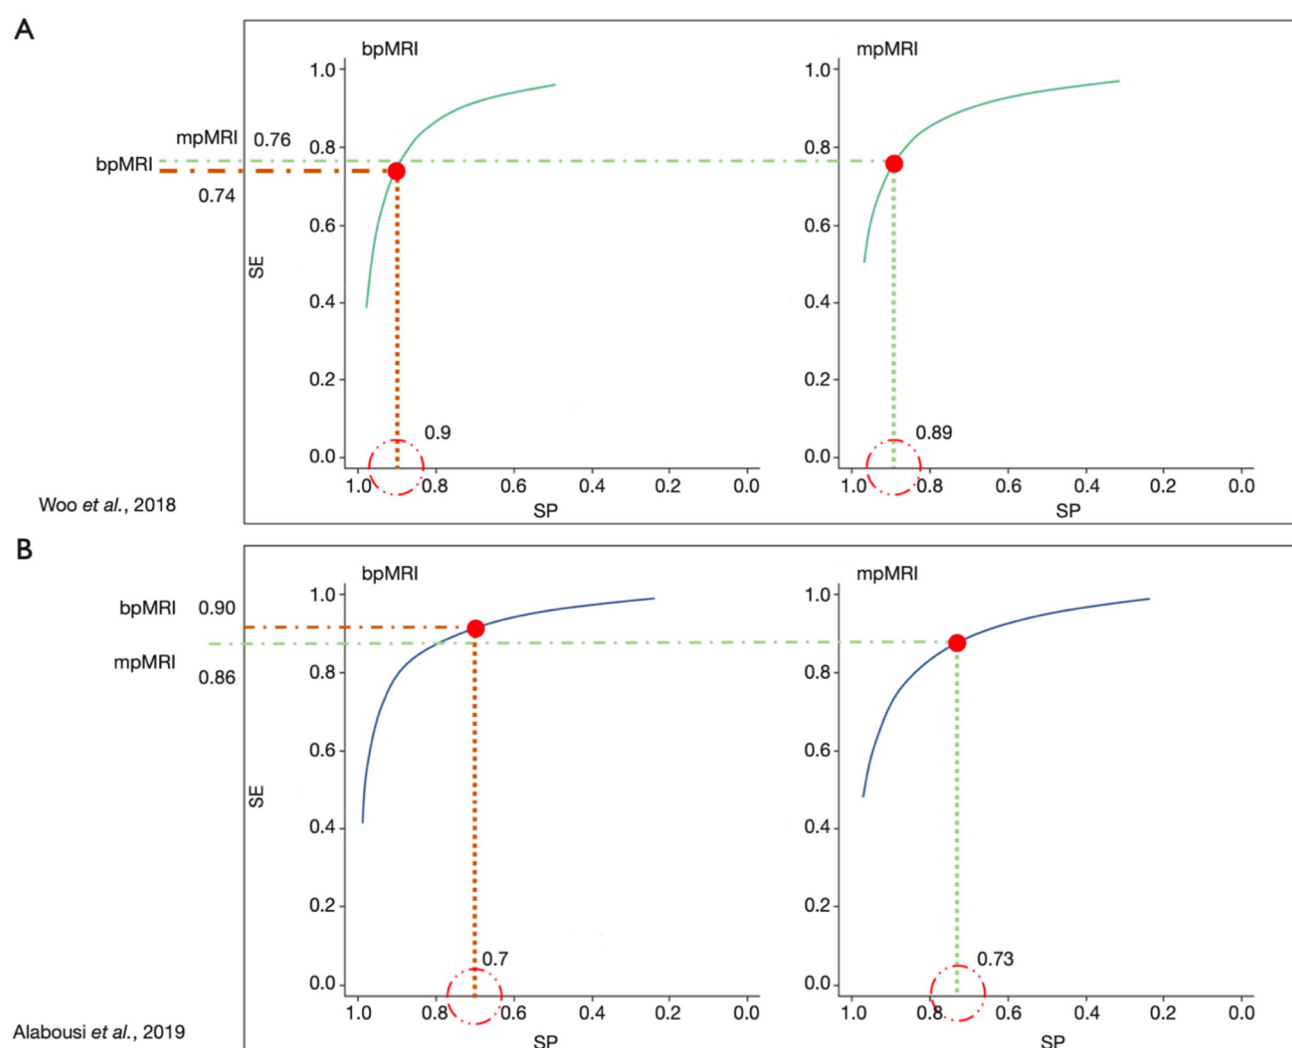 A
bpMRI
mpMRI
1.0
1.0
mpMRI 0.76
0.8
0.8
bpMRI
0.74
0.6
0.6
SE
0.4
0.4
0.2
0.2
0.9
0.89
0.0
0.0
1.0 0.8 0.6 0.4 0.2 0.0
1.0 0.8 0.6 0.4 0.2 0.0
Woo et al., 2018
SP
SP
B
bpMRI
mpMRI
1.0
1.0
bpMRI 0.90
mpMRI
0.86
0.8
0.8
0.6
0.6
SE
0.4
0.4
0.2
0.2
0.7
0.73
0.0
0.0
1.0 0.8 0.6 0.4 0.2 0.0
1.0 0.8 0.6 0.4 0.2 0.0
Alabousi et al., 2019
SP
SP